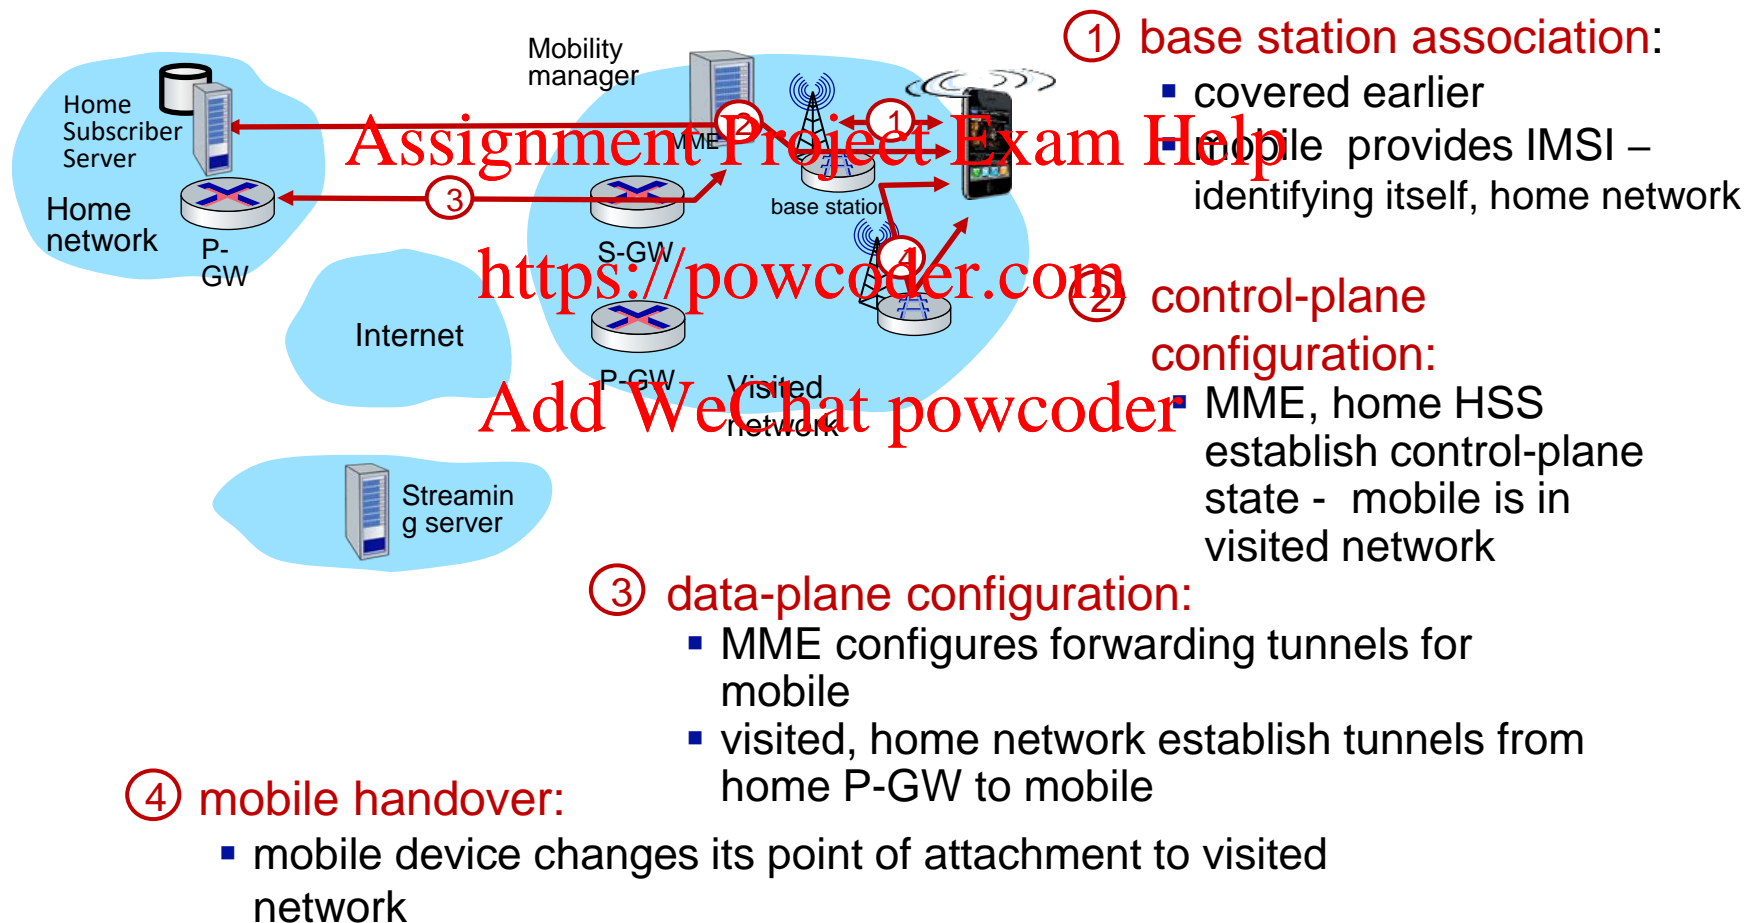 Mobility
manager
Home
Subscriber
Server
MME
2
1
3
Home
network
P-
GW
S-GW
base station
4
Internet
P-GW
Visited
network
Streamin
g server
1 base station association:
▪ covered earlier
▪ mobile provides IMSI –
identifying itself, home network
2 control-plane
configuration:
▪ MME, home HSS
establish control-plane
state - mobile is in
visited network
3 data-plane configuration:
▪ MME configures forwarding tunnels for
mobile
▪ visited, home network establish tunnels from
home P-GW to mobile
4 mobile handover:
▪ mobile device changes its point of attachment to visited
network
Assignment Project Exam Help
https://powcoder.com
Add WeChat powcoder